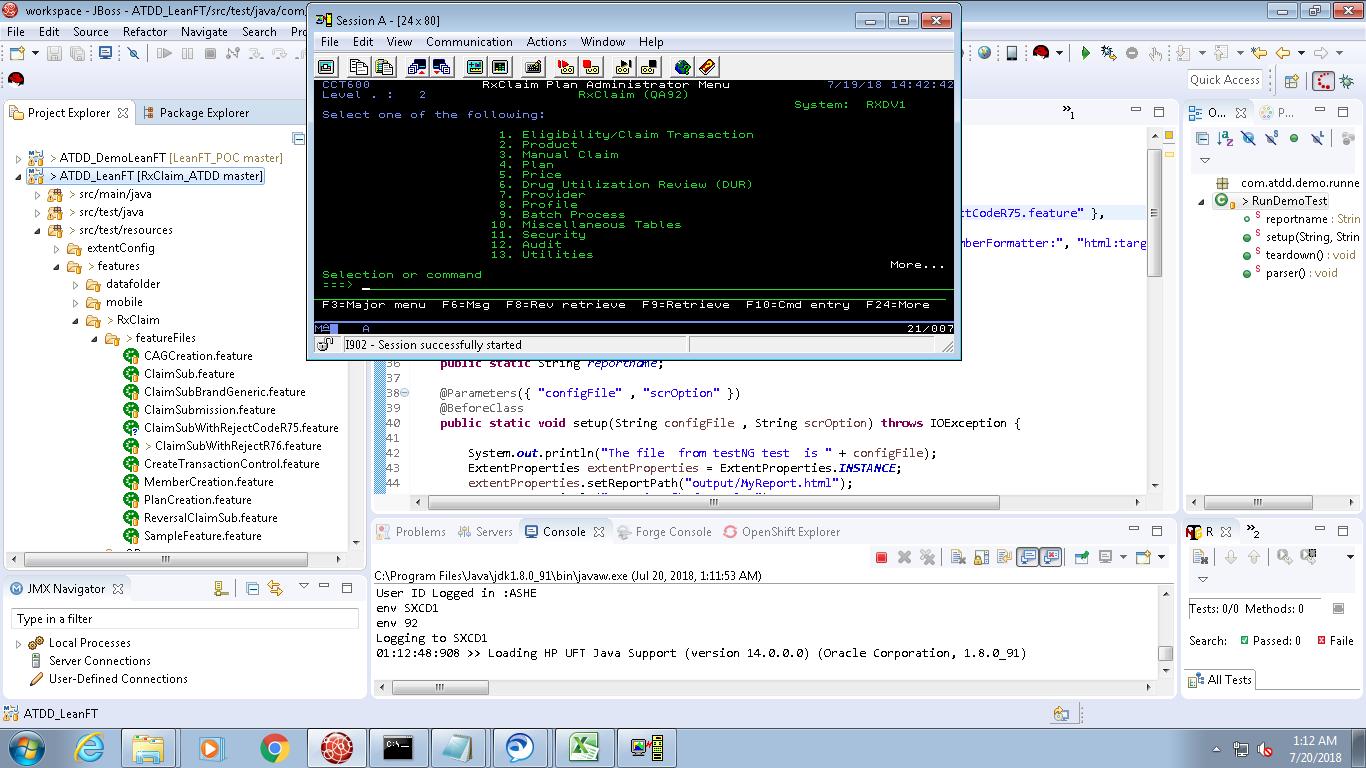 workspace - JBoss - ATDD_LeanFT/src/test/java/com
File Edit Source Refactor Navigate Search
Quick Access
Project Explorer
Package Explorer
> ATDD_DemoLeanFT [LeanFT_POC master]
> ATDD_LeanFT [RxClaim_ATDD master]
> src/main/java
> src/test/java
> src/test/resources
extentConfig
> features
datafolder
mobile
> RxClaim
> featureFiles
CAGCreation.feature
ClaimSub.feature
ClaimSubBrandGeneric.feature
ClaimSubmission.feature
ClaimSubWithRejectCodeR75.feature
> ClaimSubWithRejectR76.feature
CreateTransactionControl.feature
MemberCreation.feature
PlanCreation.feature
ReversalClaimSub.feature
SampleFeature.feature
JMX Navigator
Type in a filter
Local Processes
Server Connections
User-Defined Connections
ATDD_LeanFT
Session A - [24 x 80]
File Edit View Communication Actions Window Help
CCT600 RxClaim Plan Administrator Menu 7/19/18 14:42:42
Level . : 2 RxClaim (QA92)
System: RXDV1
Select one of the following:
1. Eligibility/Claim Transaction
2. Product
3. Manual Claim
4. Plan
5. Price
6. Drug Utilization Review (DUR)
7. Provider
8. Profile
9. Batch Process
10. Miscellaneous Tables
11. Security
12. Audit
13. Utilities
More...
Selection or command
===>
F3=Major menu F6=Msg F8=Rev retrieve F9=Retrieve F10=Cmd entry F24=More
MA A 21/007
I902 - Session successfully started
ctCodeR75.feature" },
mberFormatter:", "html:targ
36 public static String reportname;
37
38 @Parameters({ "configFile" , "scrOption" })
39 @BeforeClass
40 public static void setup(String configFile , String scrOption) throws IOException {
41
42 System.out.println("The file from testNG test is " + configFile);
43 ExtentProperties extentProperties = ExtentProperties.INSTANCE;
44 extentProperties.setReportPath("output/MyReport.html");
O... P...
com.atdd.demo.runne
> RunDemoTest
reportname : Strin
setup(String, Strin
teardown() : void
parser() : void
Problems Servers Console Forge Console OpenShift Explorer
C:\Program Files\Java\jdk1.8.0_91\bin\javaw.exe (Jul 20, 2018, 1:11:53 AM)
User ID Logged in :ASHE
env SXCD1
env 92
Logging to SXCD1
01:12:48:908 >> Loading HP UFT Java Support (version 14.0.0.0) (Oracle Corporation, 1.8.0_91)
R
Tests: 0/0 Methods: 0
Search: Passed: 0 Faile
All Tests
1:12 AM
7/20/2018